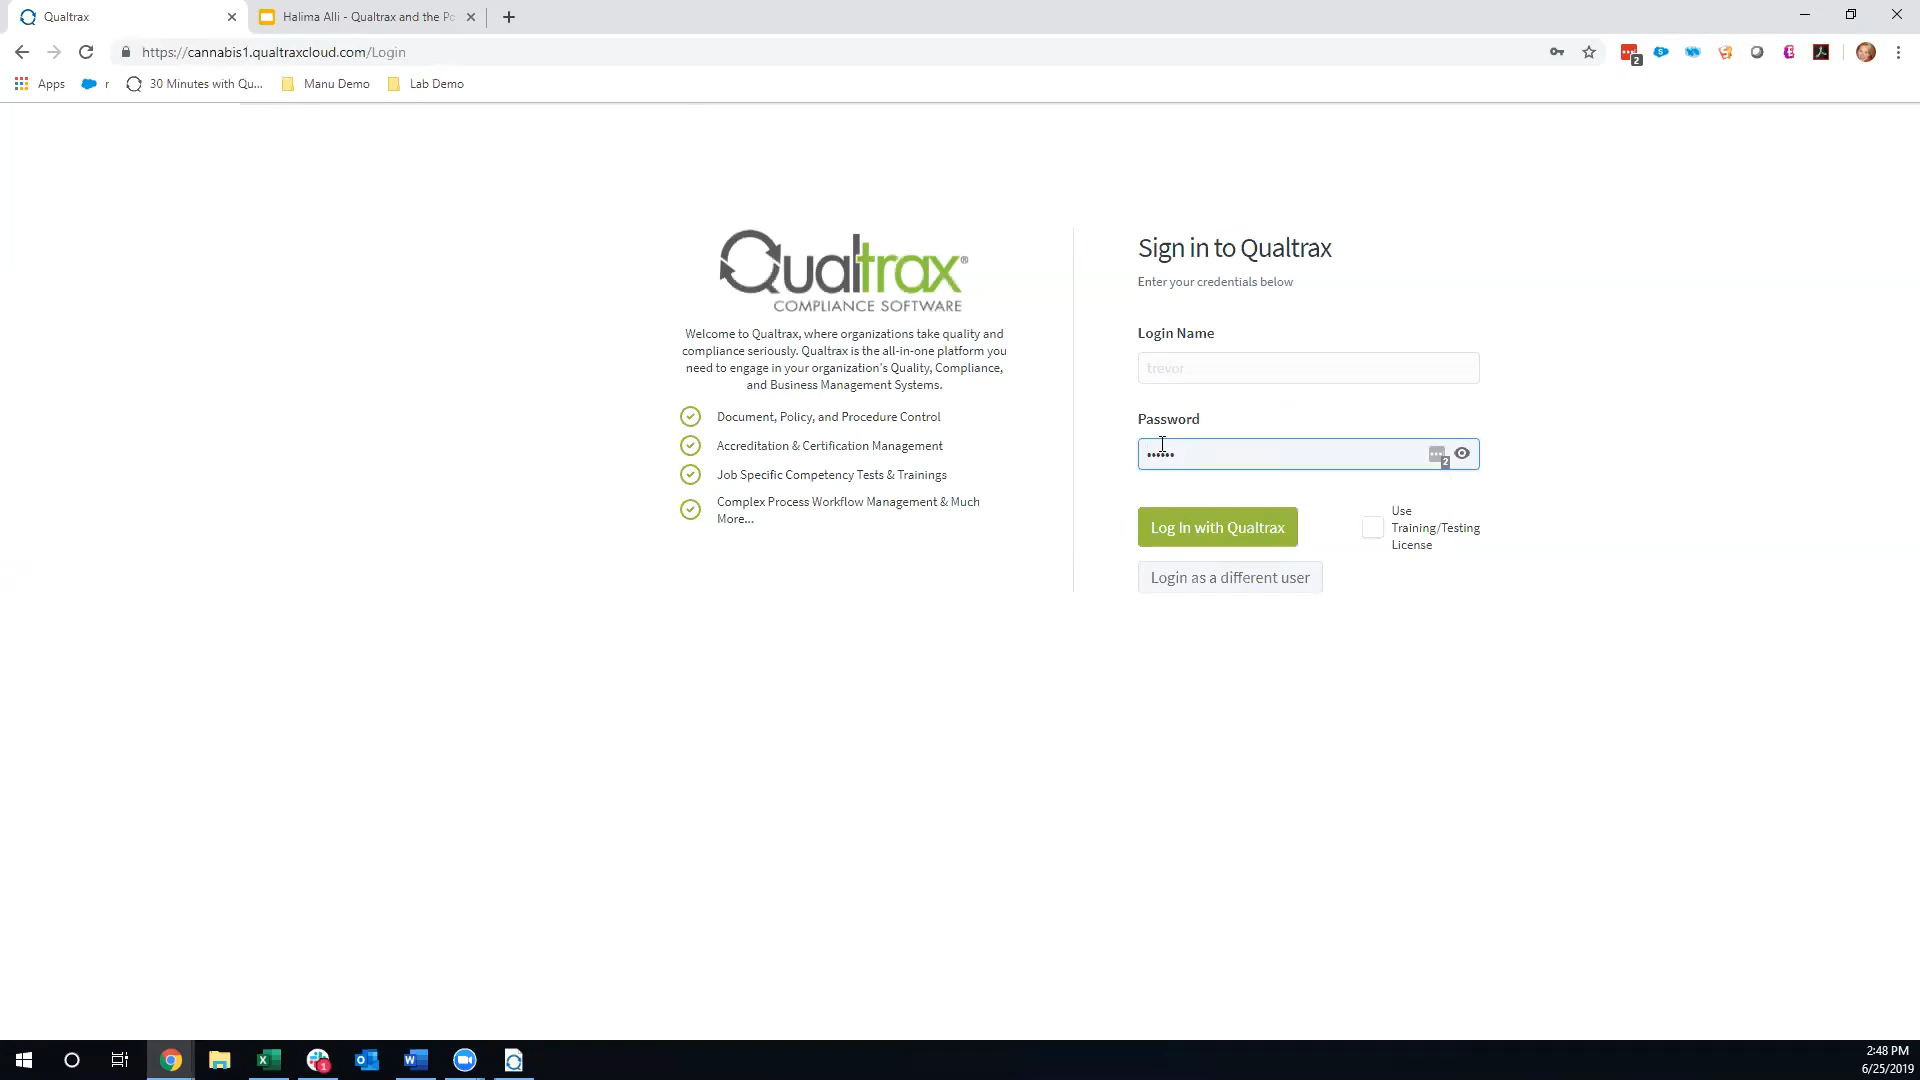 Qualtrax
Halima Alli - Qualtrax and the Po
https://cannabis1.qualtraxcloud.com/Login
2
Apps
r
30 Minutes with Qu...
Manu Demo
Lab Demo
Qualtrax®
COMPLIANCE SOFTWARE
Welcome to Qualtrax, where organizations take quality and
compliance seriously. Qualtrax is the all-in-one platform you
need to engage in your organization's Quality, Compliance,
and Business Management Systems.
Document, Policy, and Procedure Control
Accreditation & Certification Management
Job Specific Competency Tests & Trainings
Complex Process Workflow Management & Much
More...
Sign in to Qualtrax
Enter your credentials below
Login Name
trevor
Password
••••••
2
Log In with Qualtrax
Use
Training/Testing
License
Login as a different user
1
2:48 PM
6/25/2019